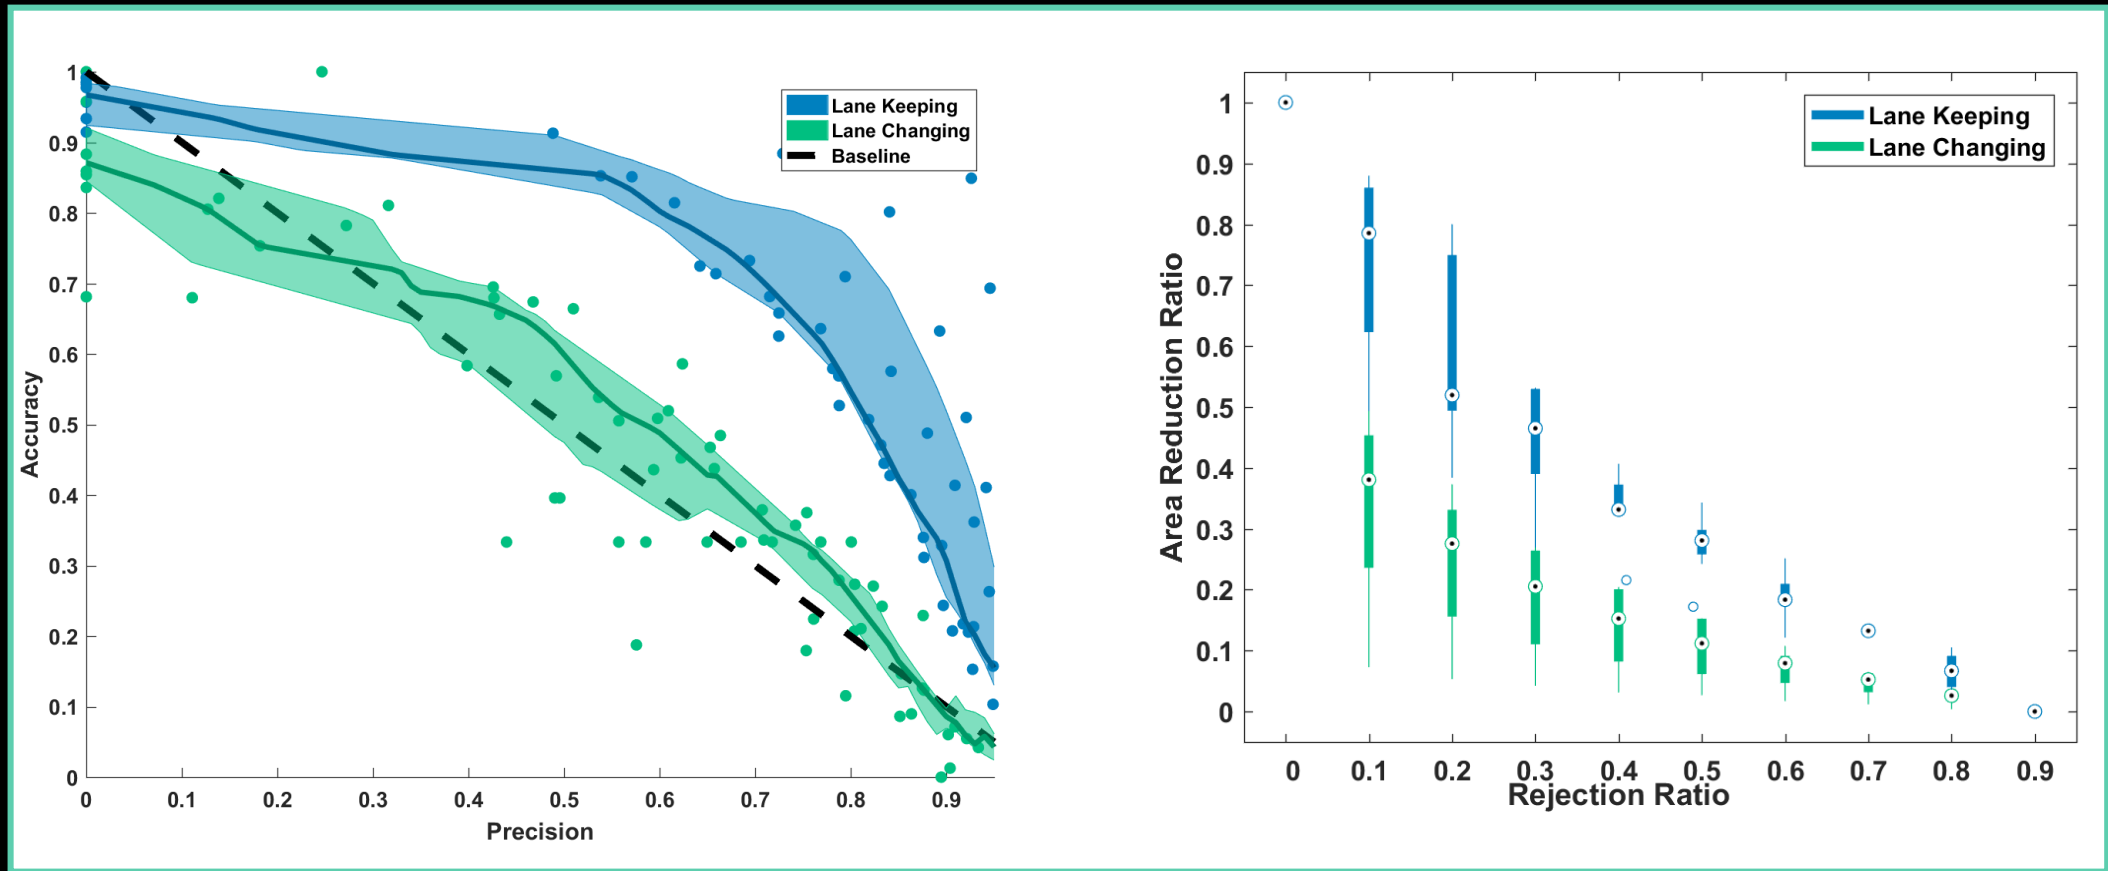 1
0.9
0.8
0.7
0.6
0.5
0.4
0.3
0.2
0.1
0
Accuracy
Lane Keeping
Lane Changing
Baseline
0 0.1 0.2 0.3 0.4 0.5 0.6 0.7 0.8 0.9
Precision
1
0.9
0.8
0.7
0.6
0.5
0.4
0.3
0.2
0.1
0
Area Reduction Ratio
Lane Keeping
Lane Changing
0 0.1 0.2 0.3 0.4 0.5 0.6 0.7 0.8 0.9
Rejection Ratio